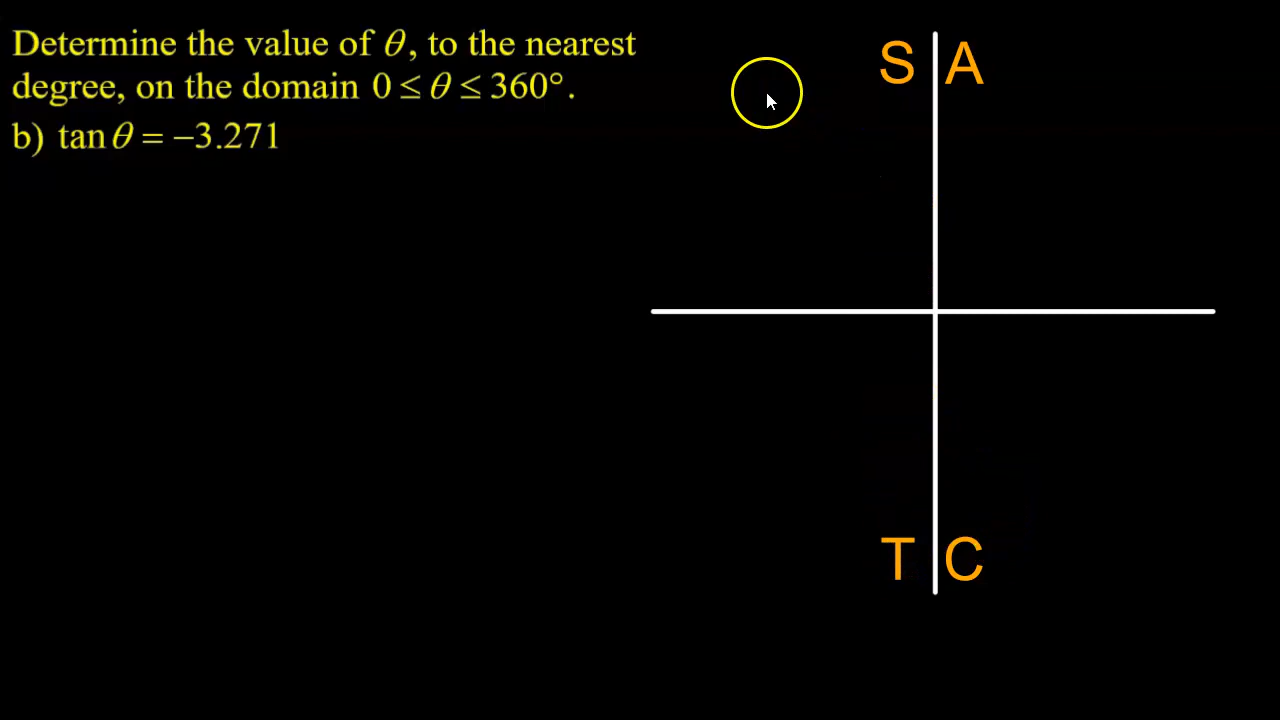 Determine the value of θ, to the nearest
degree, on the domain 0 ≤ θ ≤ 360°.
b) tan θ = −3.271
S A
T C